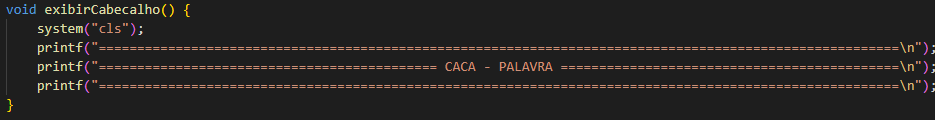 void exibirCabecalho() {
system("cls");
printf("========================================================================================================\n");
printf("============================================ CACA - PALAVRA ============================================\n");
printf("========================================================================================================\n");
}